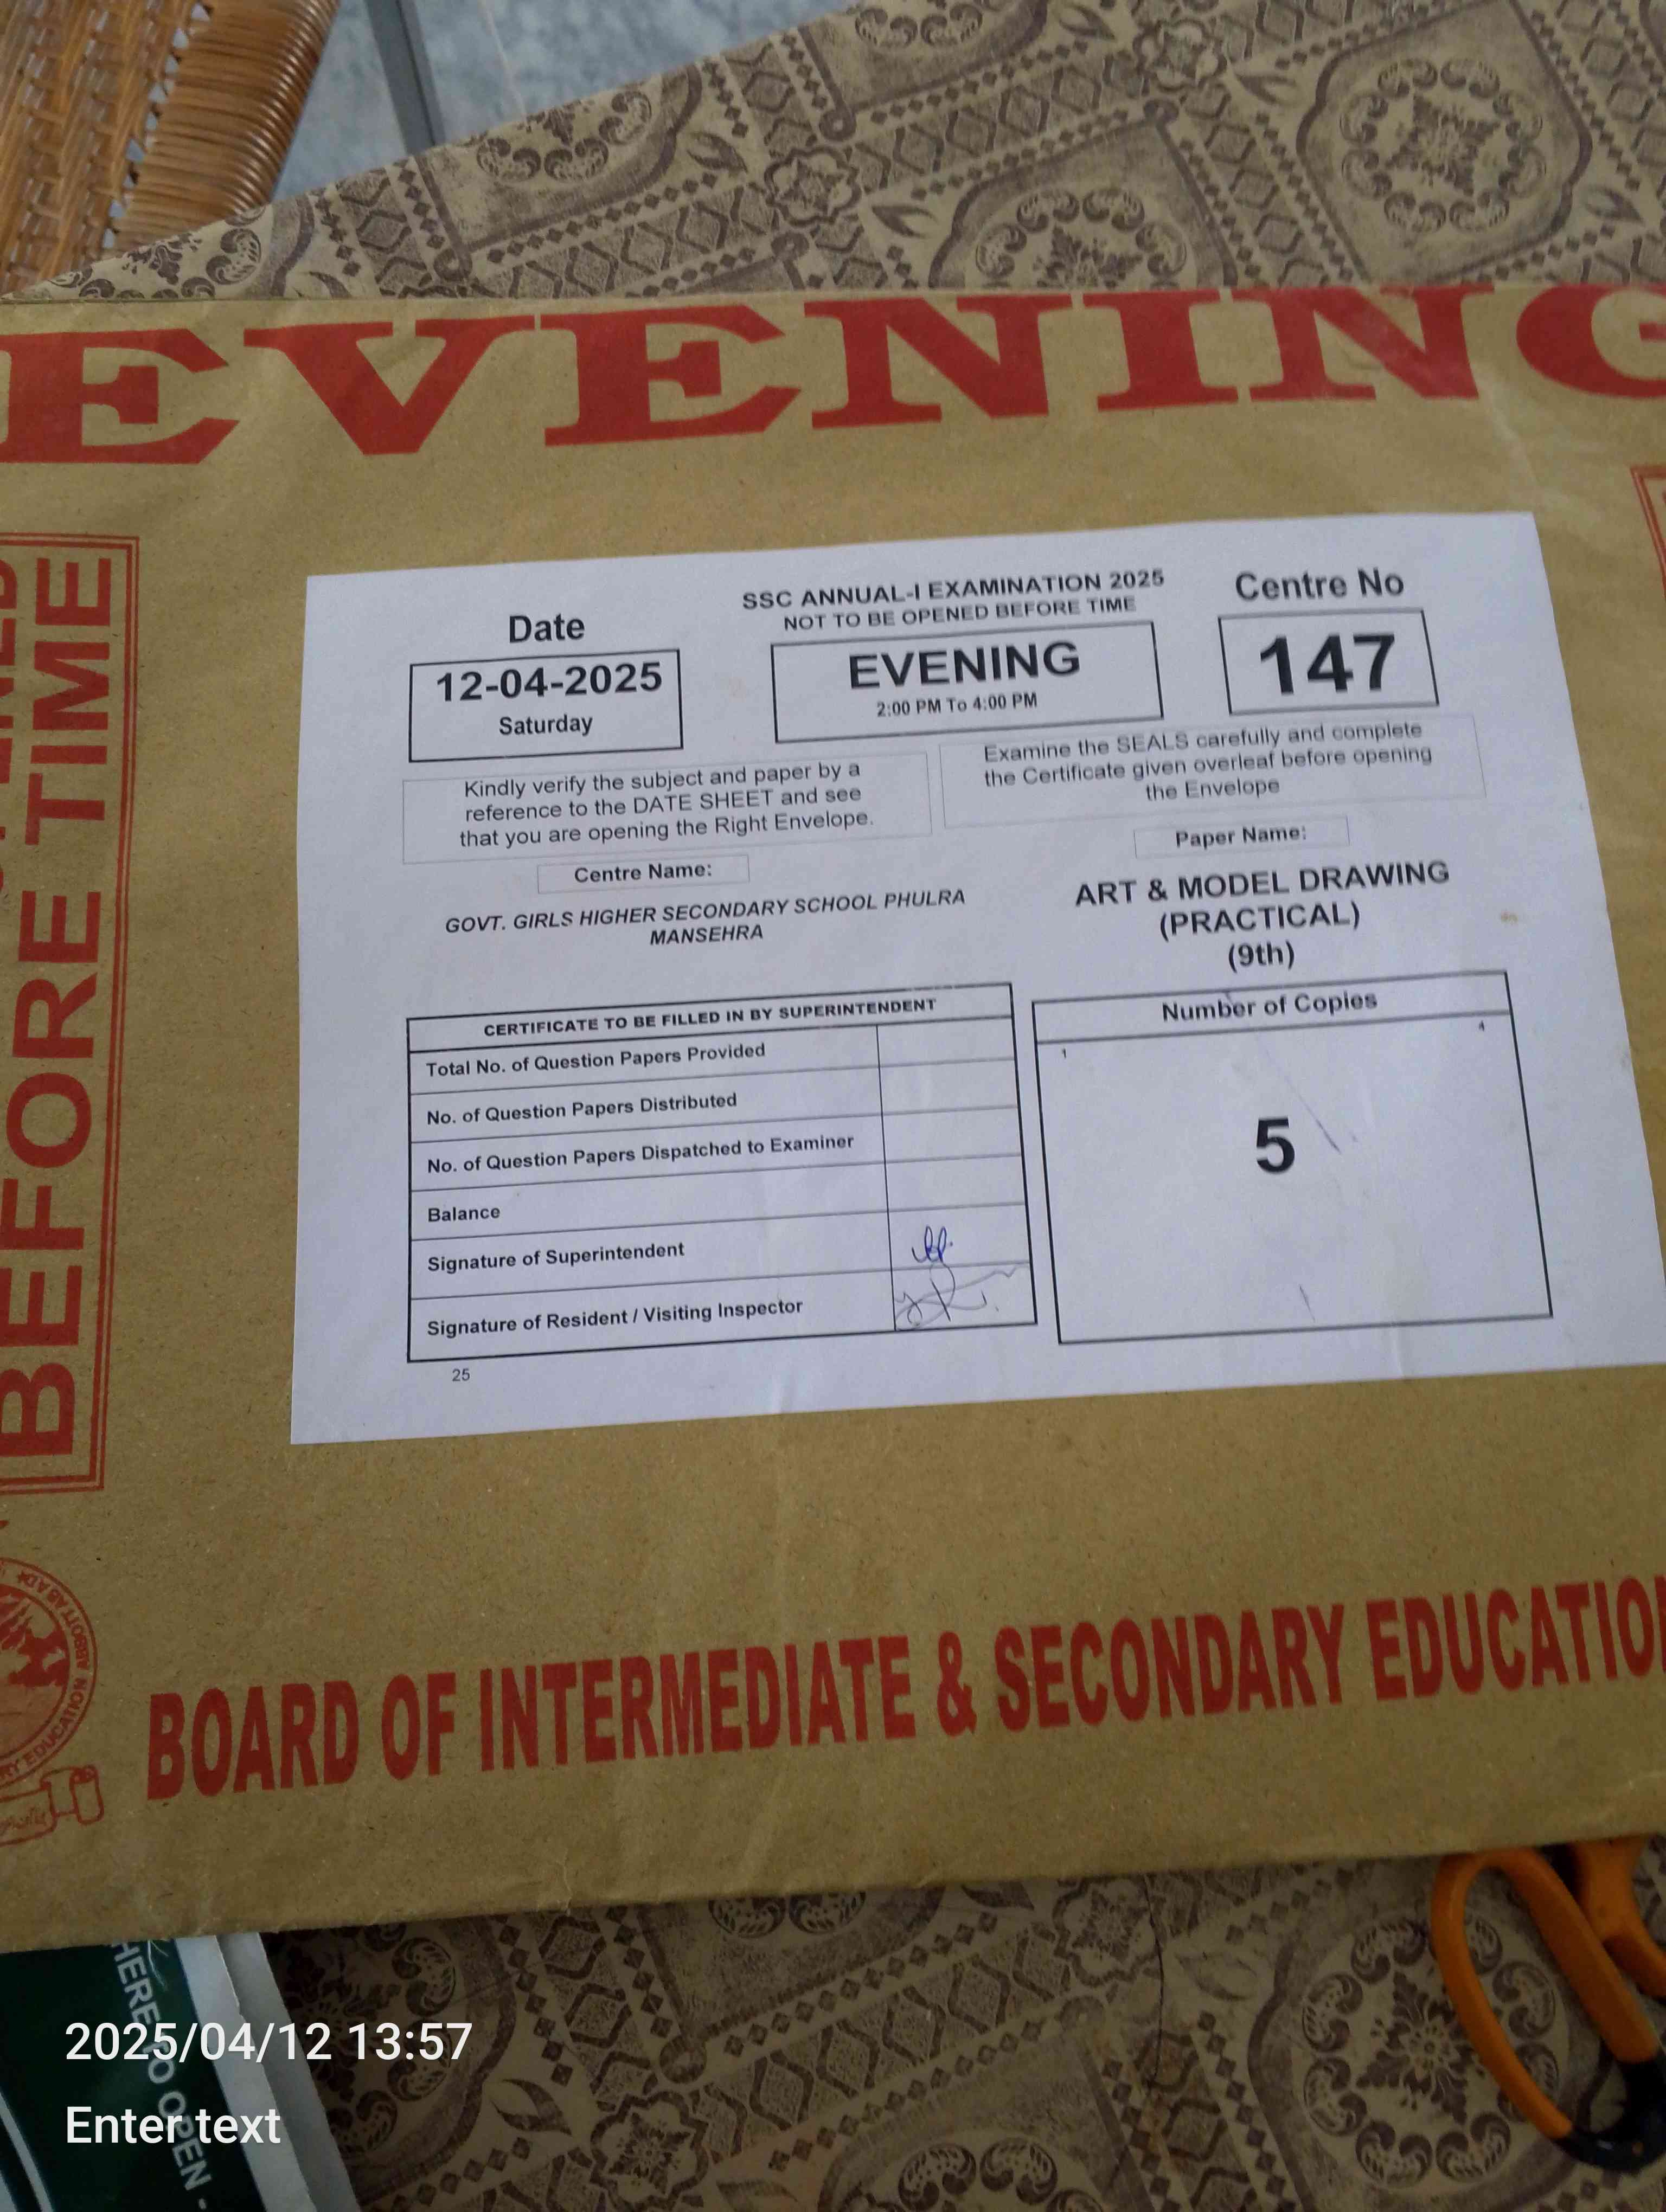 EVENING
BEFORE TIME
SSC ANNUAL-I EXAMINATION 2025
NOT TO BE OPENED BEFORE TIME
Date
12-04-2025
Saturday
EVENING
2:00 PM To 4:00 PM
Centre No
147
Kindly verify the subject and paper by a
reference to the DATE SHEET and see
that you are opening the Right Envelope.
Examine the SEALS carefully and complete
the Certificate given overleaf before opening
the Envelope
Centre Name:
GOVT. GIRLS HIGHER SECONDARY SCHOOL PHULRA
MANSEHRA
Paper Name:
ART & MODEL DRAWING
(PRACTICAL)
(9th)
CERTIFICATE TO BE FILLED IN BY SUPERINTENDENT
Total No. of Question Papers Provided
No. of Question Papers Distributed
No. of Question Papers Dispatched to Examiner
Balance
Signature of Superintendent
Signature of Resident / Visiting Inspector
25
Number of Copies
1
4
5
BOARD OF INTERMEDIATE & SECONDARY EDUCATIO
EDUCATION ABBOTTABAD
HERE TO OPEN -
2025/04/12 13:57
Enter text